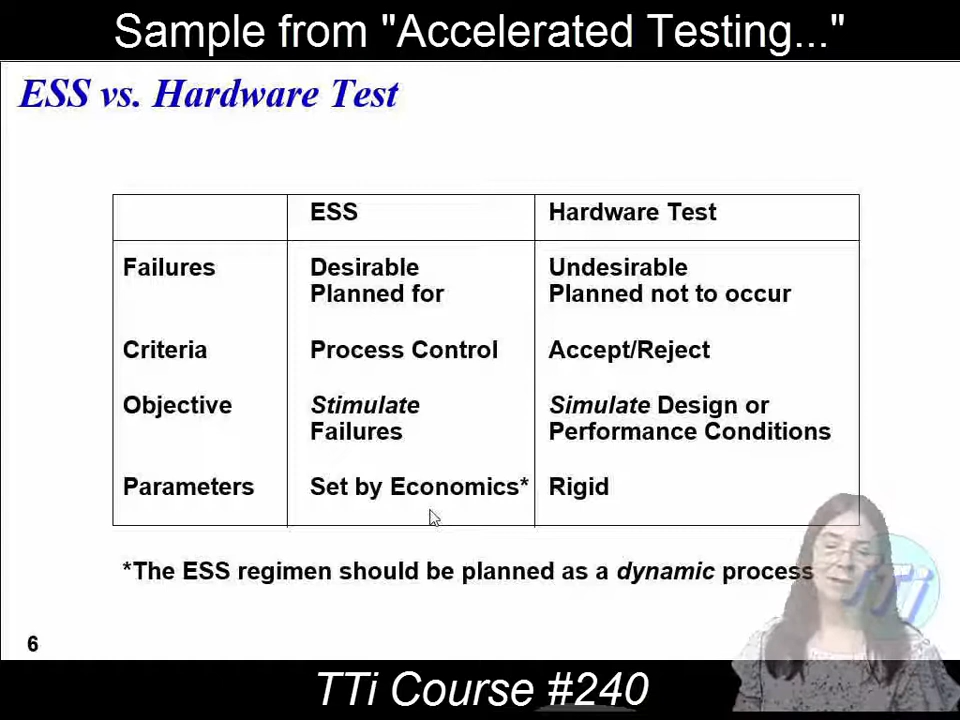 Sample from "Accelerated Testing..."
ESS vs. Hardware Test
ESS Hardware Test
Failures Desirable Undesirable
Planned for Planned not to occur
Criteria Process Control Accept/Reject
Objective Stimulate Simulate Design or
Failures Performance Conditions
Parameters Set by Economics* Rigid
*The ESS regimen should be planned as a dynamic process
6
TTi
TTi Course #240